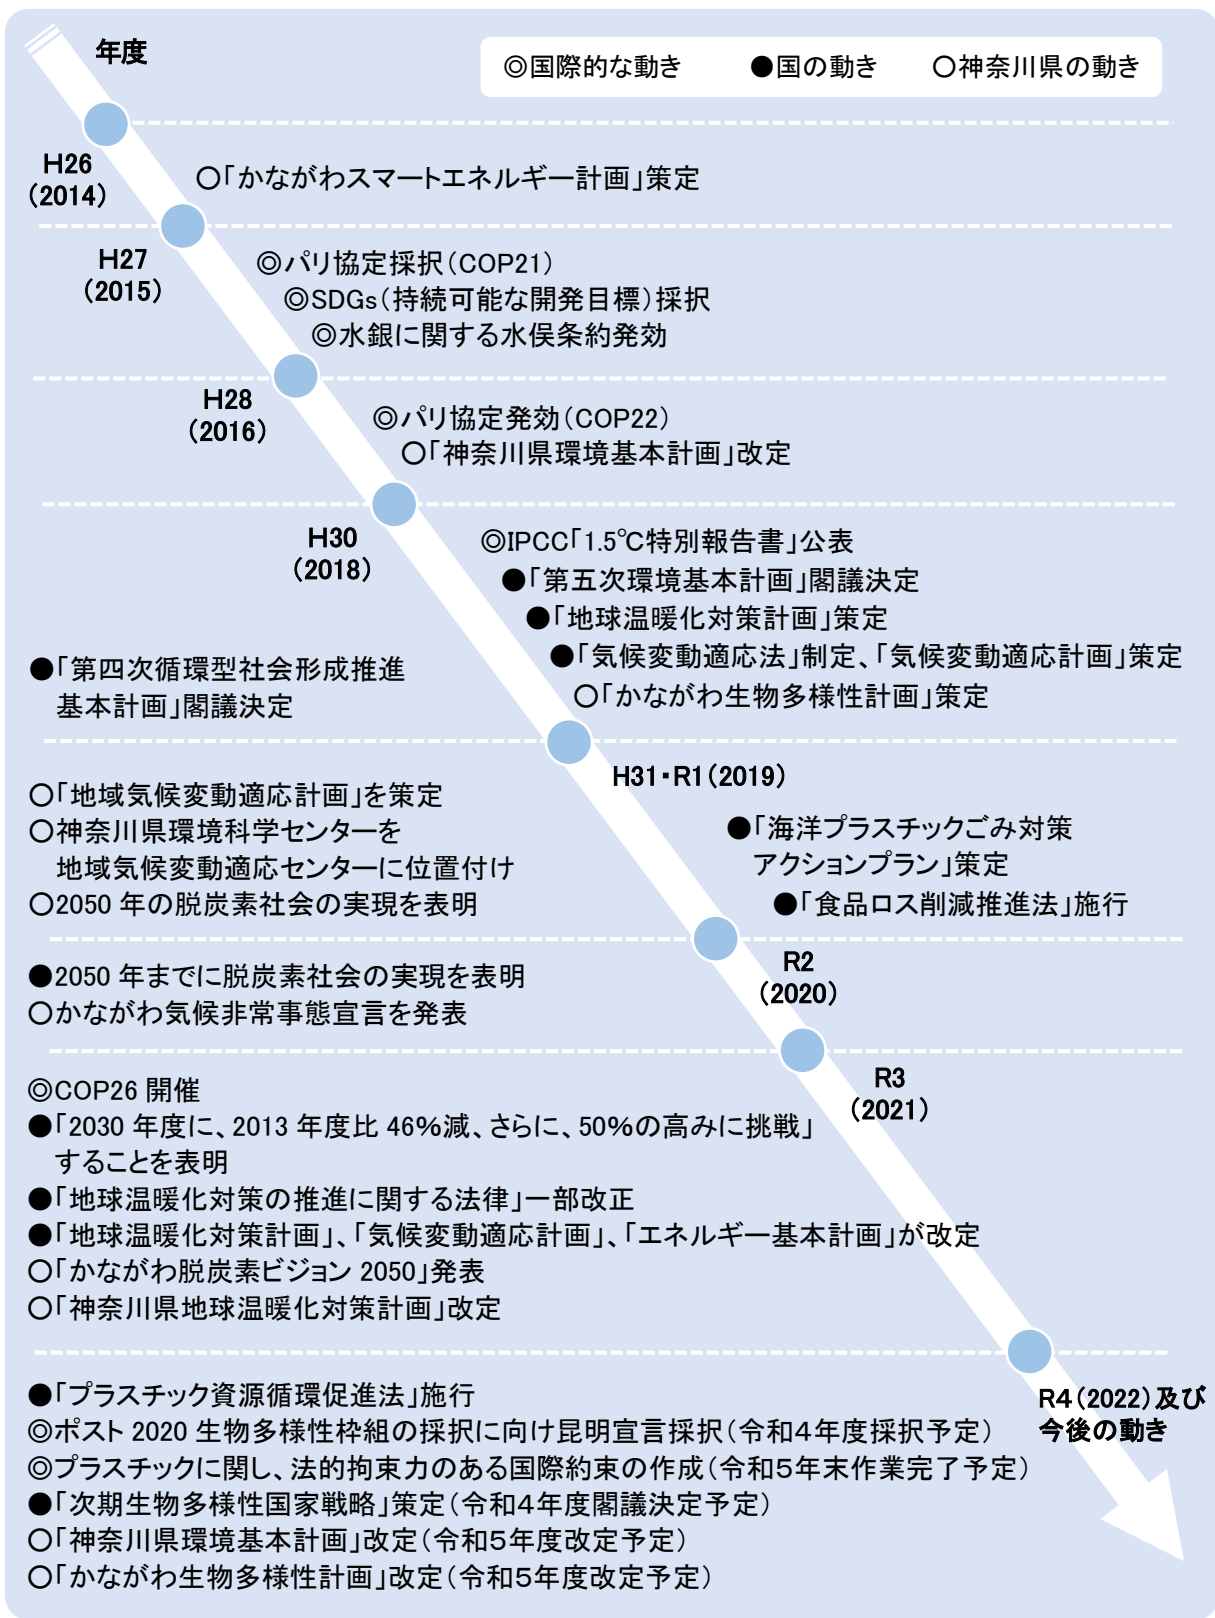 年度
◎国際的な動き ●国の動き ○神奈川県の動き
H26
(2014)
○「かながわスマートエネルギー計画」策定
H27
(2015)
◎パリ協定採択(COP21)
◎SDGs(持続可能な開発目標)採択
◎水銀に関する水俣条約発効
H28
(2016)
◎パリ協定発効(COP22)
○「神奈川県環境基本計画」改定
H30
(2018)
◎IPCC「1.5℃特別報告書」公表
●「第五次環境基本計画」閣議決定
●「地球温暖化対策計画」策定
●「気候変動適応法」制定、「気候変動適応計画」策定
○「かながわ生物多様性計画」策定
●「第四次循環型社会形成推進
基本計画」閣議決定
H31・R1(2019)
○「地域気候変動適応計画」を策定
○神奈川県環境科学センターを
地域気候変動適応センターに位置付け
○2050 年の脱炭素社会の実現を表明
●「海洋プラスチックごみ対策
アクションプラン」策定
●「食品ロス削減推進法」施行
R2
(2020)
●2050 年までに脱炭素社会の実現を表明
○かながわ気候非常事態宣言を発表
R3
(2021)
◎COP26 開催
●「2030 年度に、2013 年度比 46%減、さらに、50%の高みに挑戦」
することを表明
●「地球温暖化対策の推進に関する法律」一部改正
●「地球温暖化対策計画」、「気候変動適応計画」、「エネルギー基本計画」が改定
○「かながわ脱炭素ビジョン 2050」発表
○「神奈川県地球温暖化対策計画」改定
R4(2022)及び
今後の動き
●「プラスチック資源循環促進法」施行
◎ポスト 2020 生物多様性枠組の採択に向け昆明宣言採択(令和4年度採択予定)
◎プラスチックに関し、法的拘束力のある国際約束の作成(令和5年末作業完了予定)
●「次期生物多様性国家戦略」策定(令和4年度閣議決定予定)
○「神奈川県環境基本計画」改定(令和5年度改定予定)
○「かながわ生物多様性計画」改定(令和5年度改定予定)